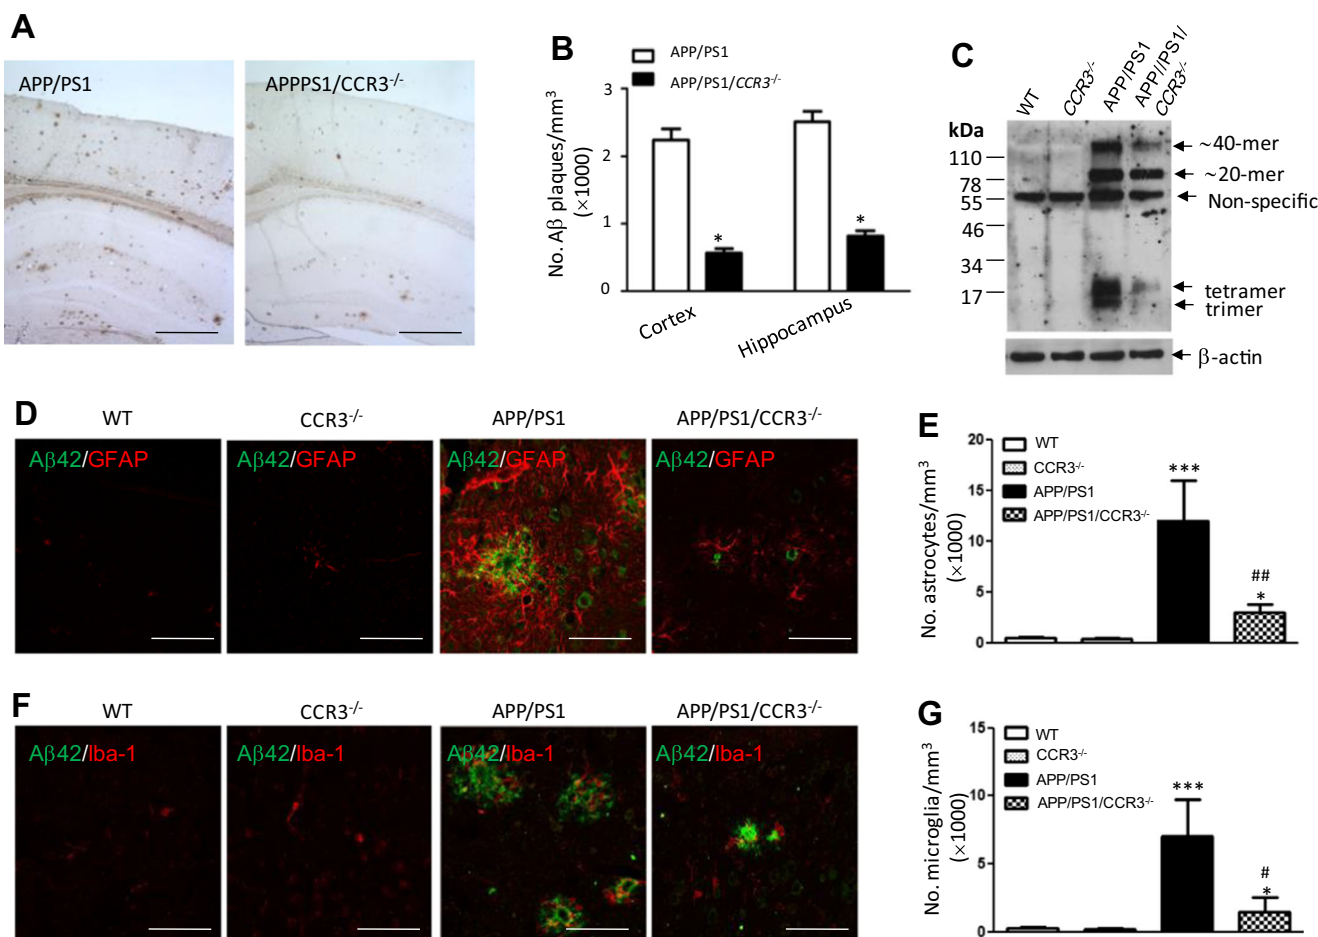 A
APP/PS1
APPPS1/CCR3-/-
B
APP/PS1
APP/PS1/CCR3-/-
No. Aβ plaques/mm3
(×1000)
3
2
1
0
Cortex
Hippocampus
*
*
C
WT
CCR3-/-
APP/PS1
APP//PS1/
CCR3-/-
kDa
110
78
55
46
34
17
~40-mer
~20-mer
Non-specific
tetramer
trimer
β-actin
D
WT
CCR3-/-
APP/PS1
APP/PS1/CCR3-/-
Aβ42/GFAP
Aβ42/GFAP
Aβ42/GFAP
Aβ42/GFAP
E
No. astrocytes/mm3
(×1000)
20
15
10
5
0
WT
CCR3-/-
APP/PS1
APP/PS1/CCR3-/-
***
##
*
F
WT
CCR3-/-
APP/PS1
APP/PS1/CCR3-/-
Aβ42/Iba-1
Aβ42/Iba-1
Aβ42/Iba-1
Aβ42/Iba-1
G
No. microglia/mm3
(×1000)
15
10
5
0
WT
CCR3-/-
APP/PS1
APP/PS1/CCR3-/-
***
#
*